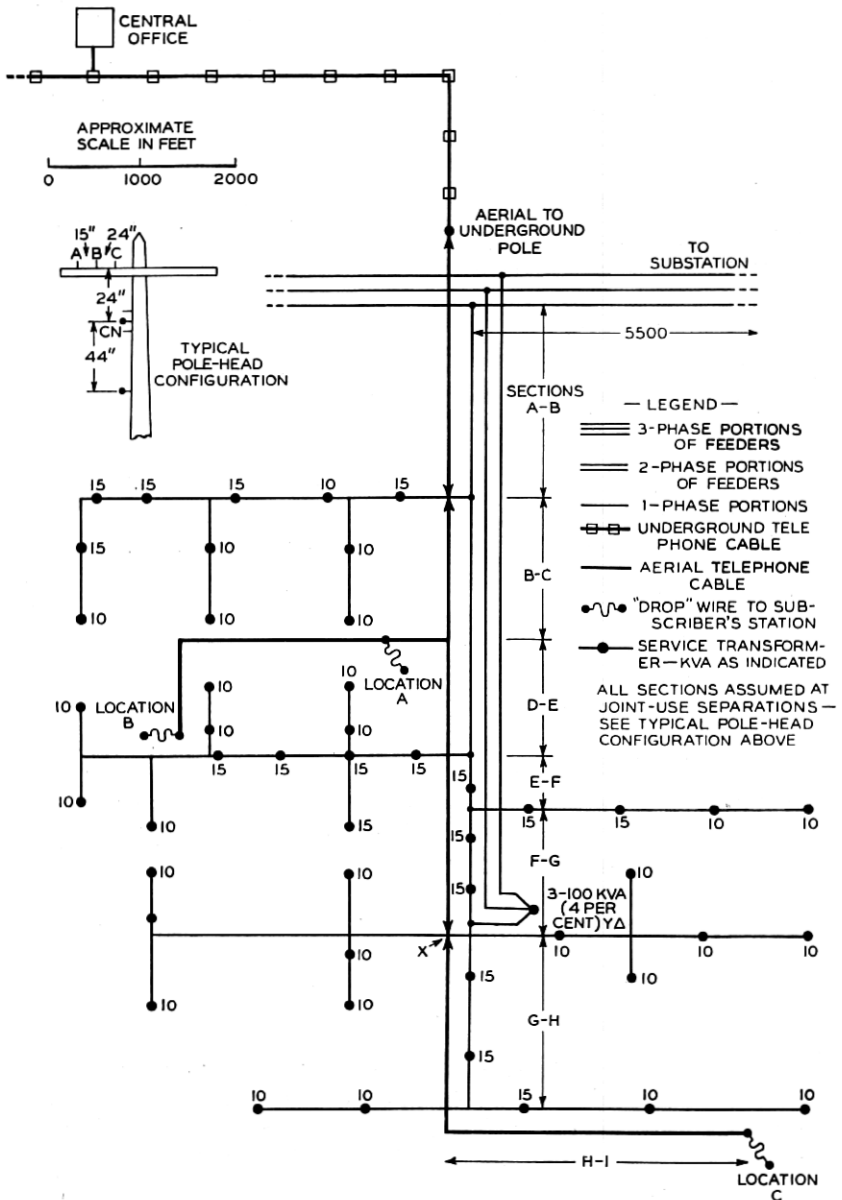 CENTRAL
OFFICE
APPROXIMATE
SCALE IN FEET
0 1000 2000
15" 24"
A B C
24"
CN
44"
TYPICAL
POLE-HEAD
CONFIGURATION
AERIAL TO
UNDERGROUND
POLE
TO
SUBSTATION
5500
SECTIONS
A-B
— LEGEND —
3-PHASE PORTIONS
OF FEEDERS
2-PHASE PORTIONS
OF FEEDERS
1-PHASE PORTIONS
UNDERGROUND TELE
PHONE CABLE
AERIAL TELEPHONE
CABLE
"DROP" WIRE TO SUB-
SCRIBER'S STATION
SERVICE TRANSFORM-
ER—KVA AS INDICATED
ALL SECTIONS ASSUMED AT
JOINT-USE SEPARATIONS—
SEE TYPICAL POLE-HEAD
CONFIGURATION ABOVE
15 15 15 10 15
15 10 10
10 10 10
B-C
LOCATION
A
LOCATION
B
10 10 10
10 10
D-E
15 15 15 15
10 10 15
15
E-F
15 15 10 10
15
F-G
15
3-100 KVA
(4 PER
CENT) Y∆
10 10 10
X
10 10 10
10
10 10
15
G-H
15
10 10 15 10 10
H-I
LOCATION
C